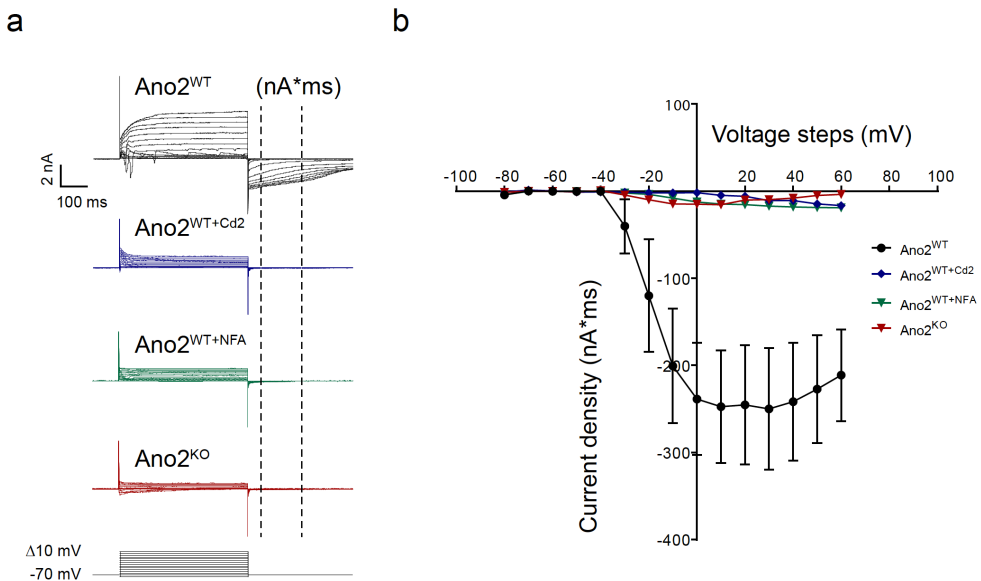 a
b
Ano2WT
(nA*ms)
2 nA
100 ms
Ano2WT+Cd2
Ano2WT+NFA
Ano2KO
Δ10 mV
-70 mV
100
Voltage steps (mV)
-100 -80 -60 -40 -20 20 40 60 80 100
-100
-200
-300
-400
Current density (nA*ms)
Ano2WT
Ano2WT+Cd2
Ano2WT+NFA
Ano2KO